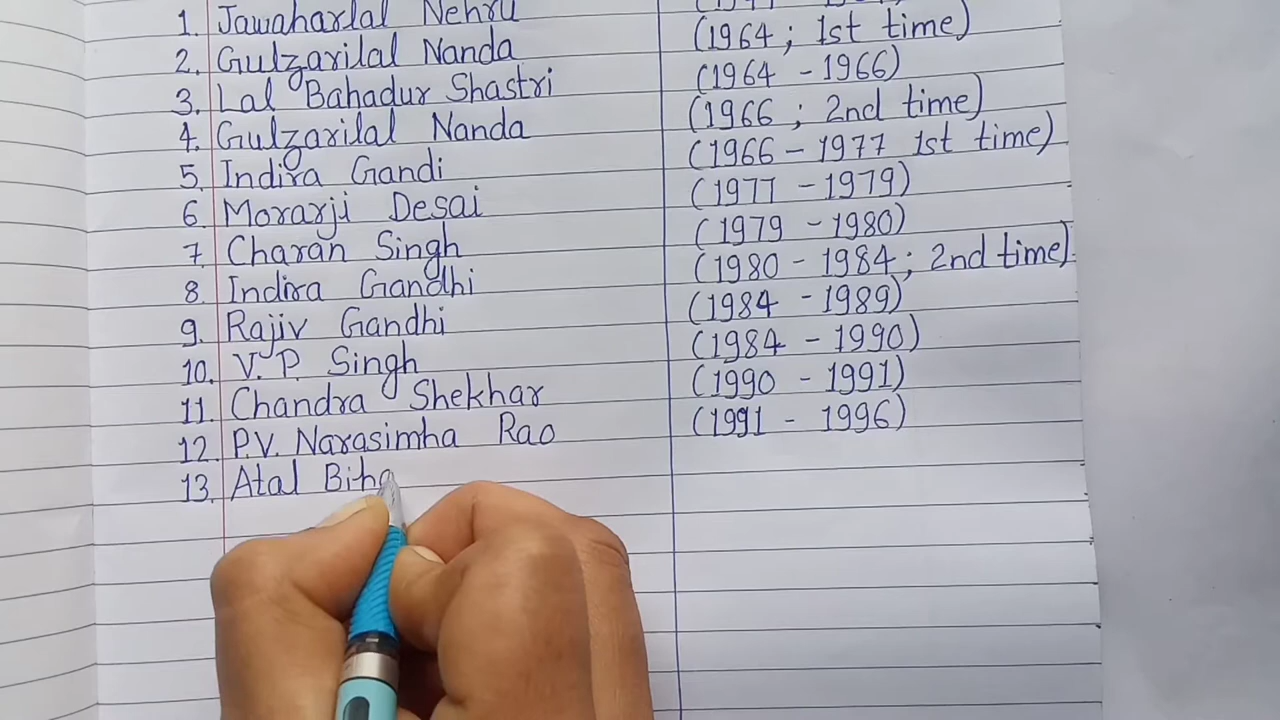 1. Jawaharlal Nehru
2. Gulzarilal Nanda (1964 ; 1st time)
3. Lal Bahadur Shastri (1964 - 1966)
4. Gulzarilal Nanda (1966 ; 2nd time)
5. Indira Gandi (1966 - 1977 1st time)
6. Morarji Desai (1977 - 1979)
7. Charan Singh (1979 - 1980)
8. Indira Gandhi (1980 - 1984 ; 2nd time)
9. Rajiv Gandhi (1984 - 1989)
10. V. P. Singh (1984 - 1990)
11. Chandra Shekhar (1990 - 1991)
12. P.V. Narasimha Rao (1991 - 1996)
13. Atal Biha